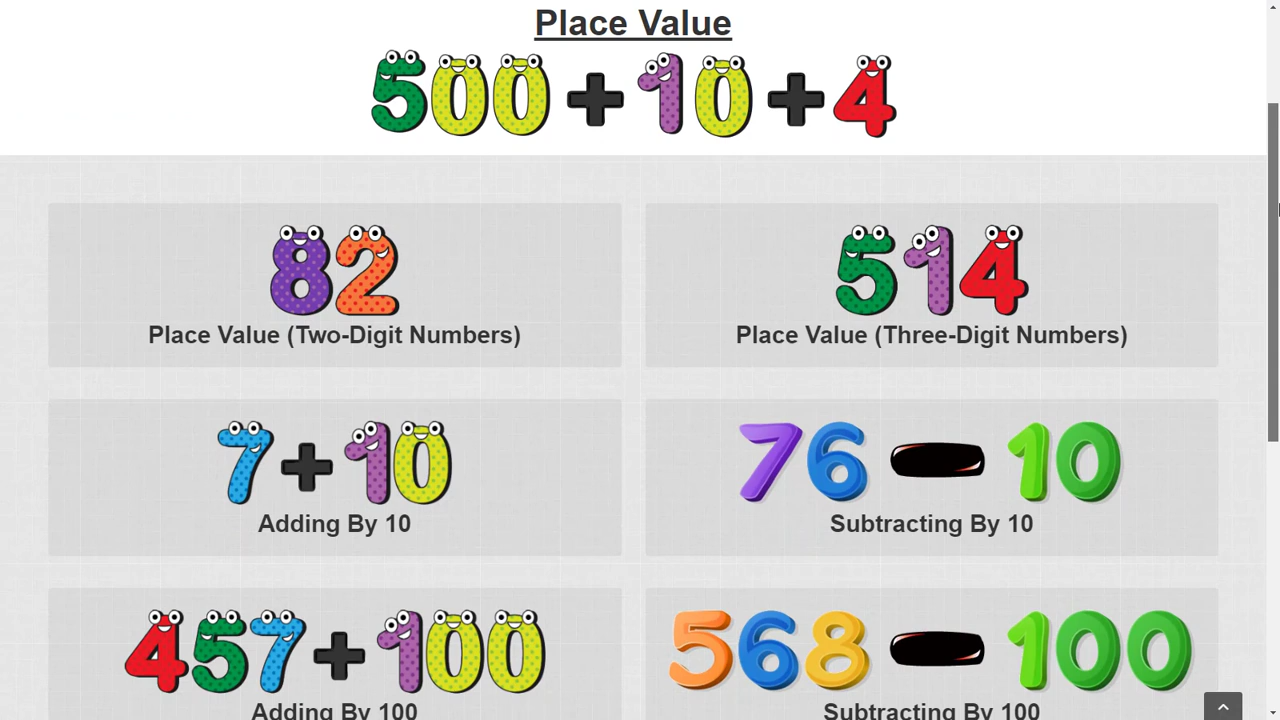 Place Value
500 + 10 + 4
82
Place Value (Two-Digit Numbers)
514
Place Value (Three-Digit Numbers)
7 + 10
Adding By 10
76 - 10
Subtracting By 10
457 + 100
Adding By 100
568 - 100
Subtracting By 100